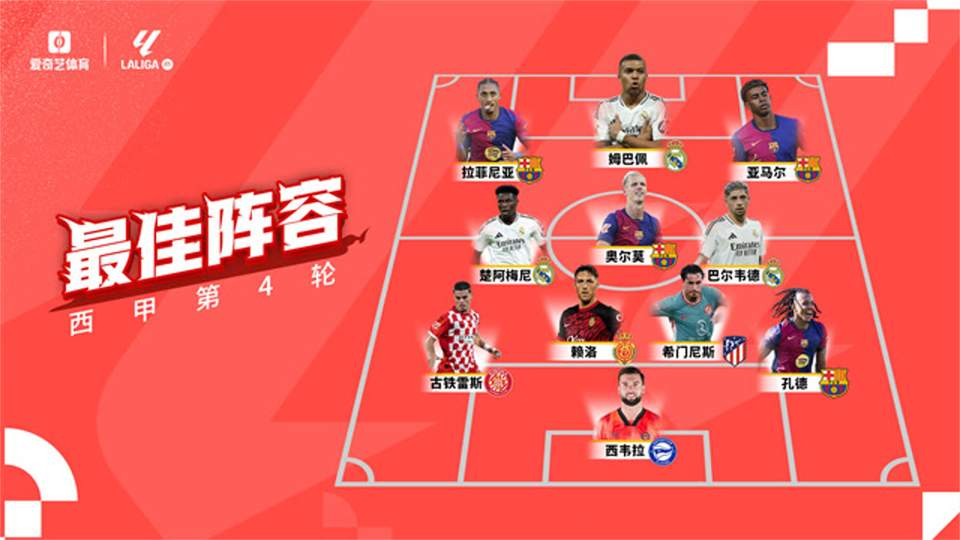 爱奇艺体育
LALIGA
最佳阵容
西甲第4轮
拉菲尼亚
姆巴佩
亚马尔
楚阿梅尼
奥尔莫
巴尔韦德
古铁雷斯
赖洛
希门尼斯
孔德
西韦拉